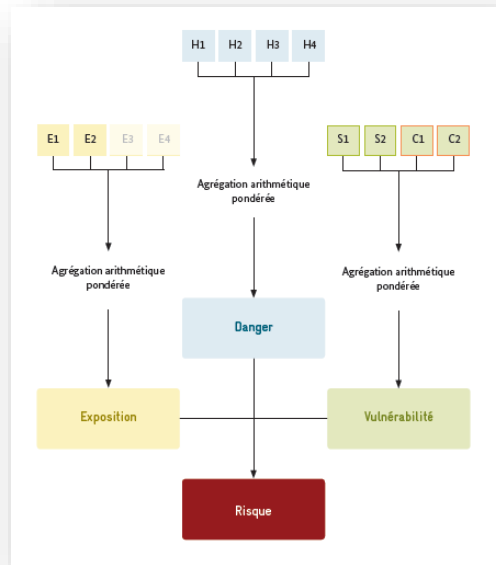 H1 H2 H3 H4
E1 E2 E3 E4
S1 S2 C1 C2
Agrégation arithmétique
pondérée
Agrégation arithmétique
pondérée
Agrégation arithmétique
pondérée
Danger
Exposition
Vulnérabilité
Risque